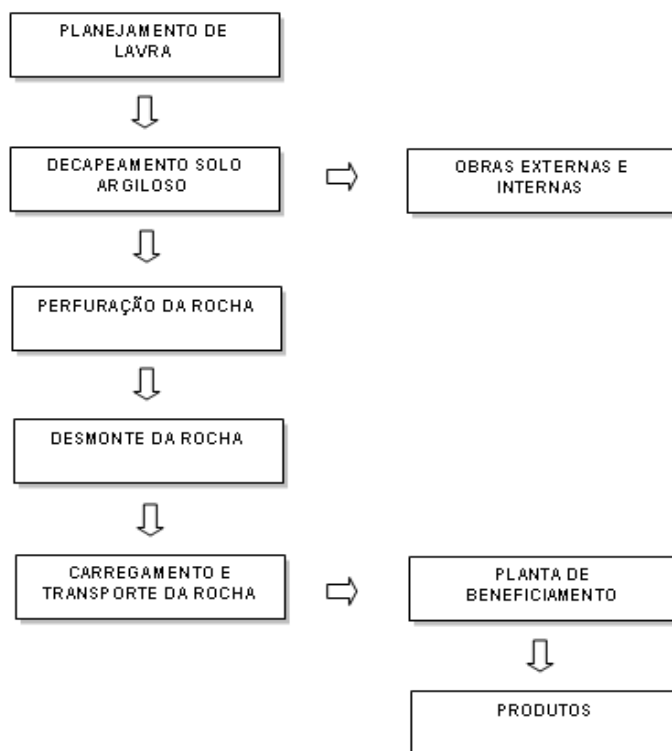 PLANEJAMENTO DE
LAVRA
DECAPEAMENTO SOLO
ARGILOSO
OBRAS EXTERNAS E
INTERNAS
PERFURAÇÃO DA ROCHA
DESMONTE DA ROCHA
CARREGAMENTO E
TRANSPORTE DA ROCHA
PLANTA DE
BENEFICIAMENTO
PRODUTOS